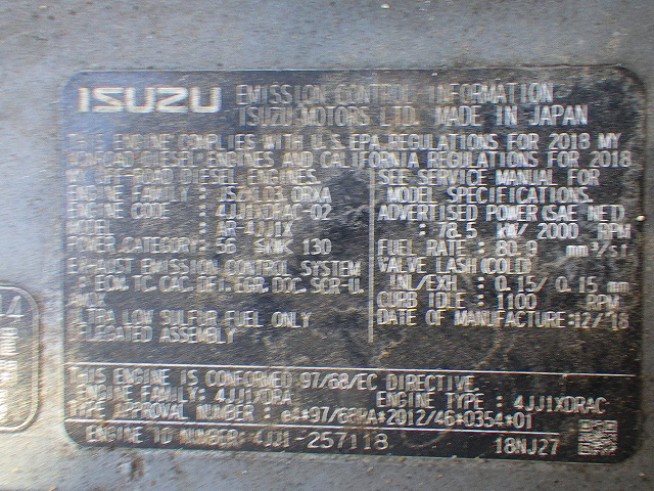 ISUZU EMISSION CONTROL INFORMATION
ISUZU MOTORS LTD. MADE IN JAPAN
THIS ENGINE COMPLIES WITH U.S. EPA REGULATIONS FOR 2018 MY
NONROAD DIESEL ENGINES AND CALIFORNIA REGULATIONS FOR 2018
MY OFF-ROAD DIESEL ENGINES.
ENGINE FAMILY : 
ENGINE CODE : 4JJ1XDRAC-02
MODEL : AR-4JJ1X
POWER CATEGORY: 56 ≤kW< 130
EXHAUST EMISSION CONTROL SYSTEM
: ECM, TC, CAC, DFI, EGR, DOC, SCR-U,
AMOX
ULTRA LOW SULFUR FUEL ONLY
DELEGATED ASSEMBLY
SEE SERVICE MANUAL FOR
MODEL SPECIFICATIONS.
ADVERTISED POWER(SAE NET)
: 78.5 kW/ 2000 RPM
FUEL RATE : 80.9 mm³/st
VALVE LASH(COLD)
INL/EXH : 0.15/ 0.15 mm
CURB IDLE : 1100 RPM
DATE OF MANUFACTURE:12/'18
THIS ENGINE IS CONFORMED 97/68/EC DIRECTIVE.
ENGINE FAMILY: 4JJ1XDRA ENGINE TYPE : 4JJ1XDRAC
TYPE APPROVAL NUMBER : e4*97/68RA*2012/46*0354*01
ENGINE ID NUMBER: 4JJ1-257118 18NJ27